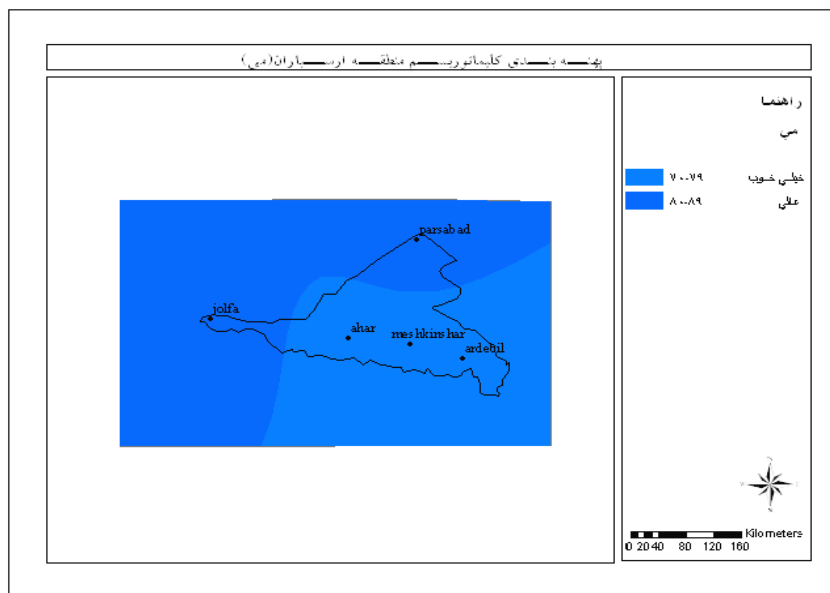 پهنه بندی کلیماتوریسم منطقه ارسباران(می)
راهنما
می
خیلی خوب ۷۰-۷۹
عالی ۸۰-۸۹
parsabad
jolfa
ahar
meshkinshar
ardebil
Kilometers
0 20 40 80 120 160